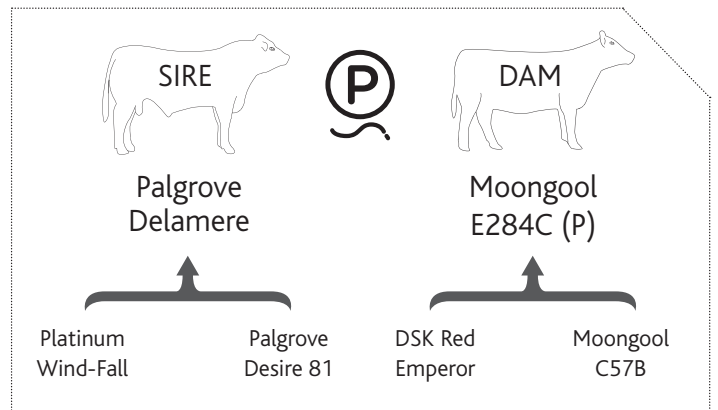 SIRE
P
DAM
Palgrove
Delamere
Moongool
E284C (P)
Platinum
Wind-Fall
Palgrove
Desire 81
DSK Red
Emperor
Moongool
C57B